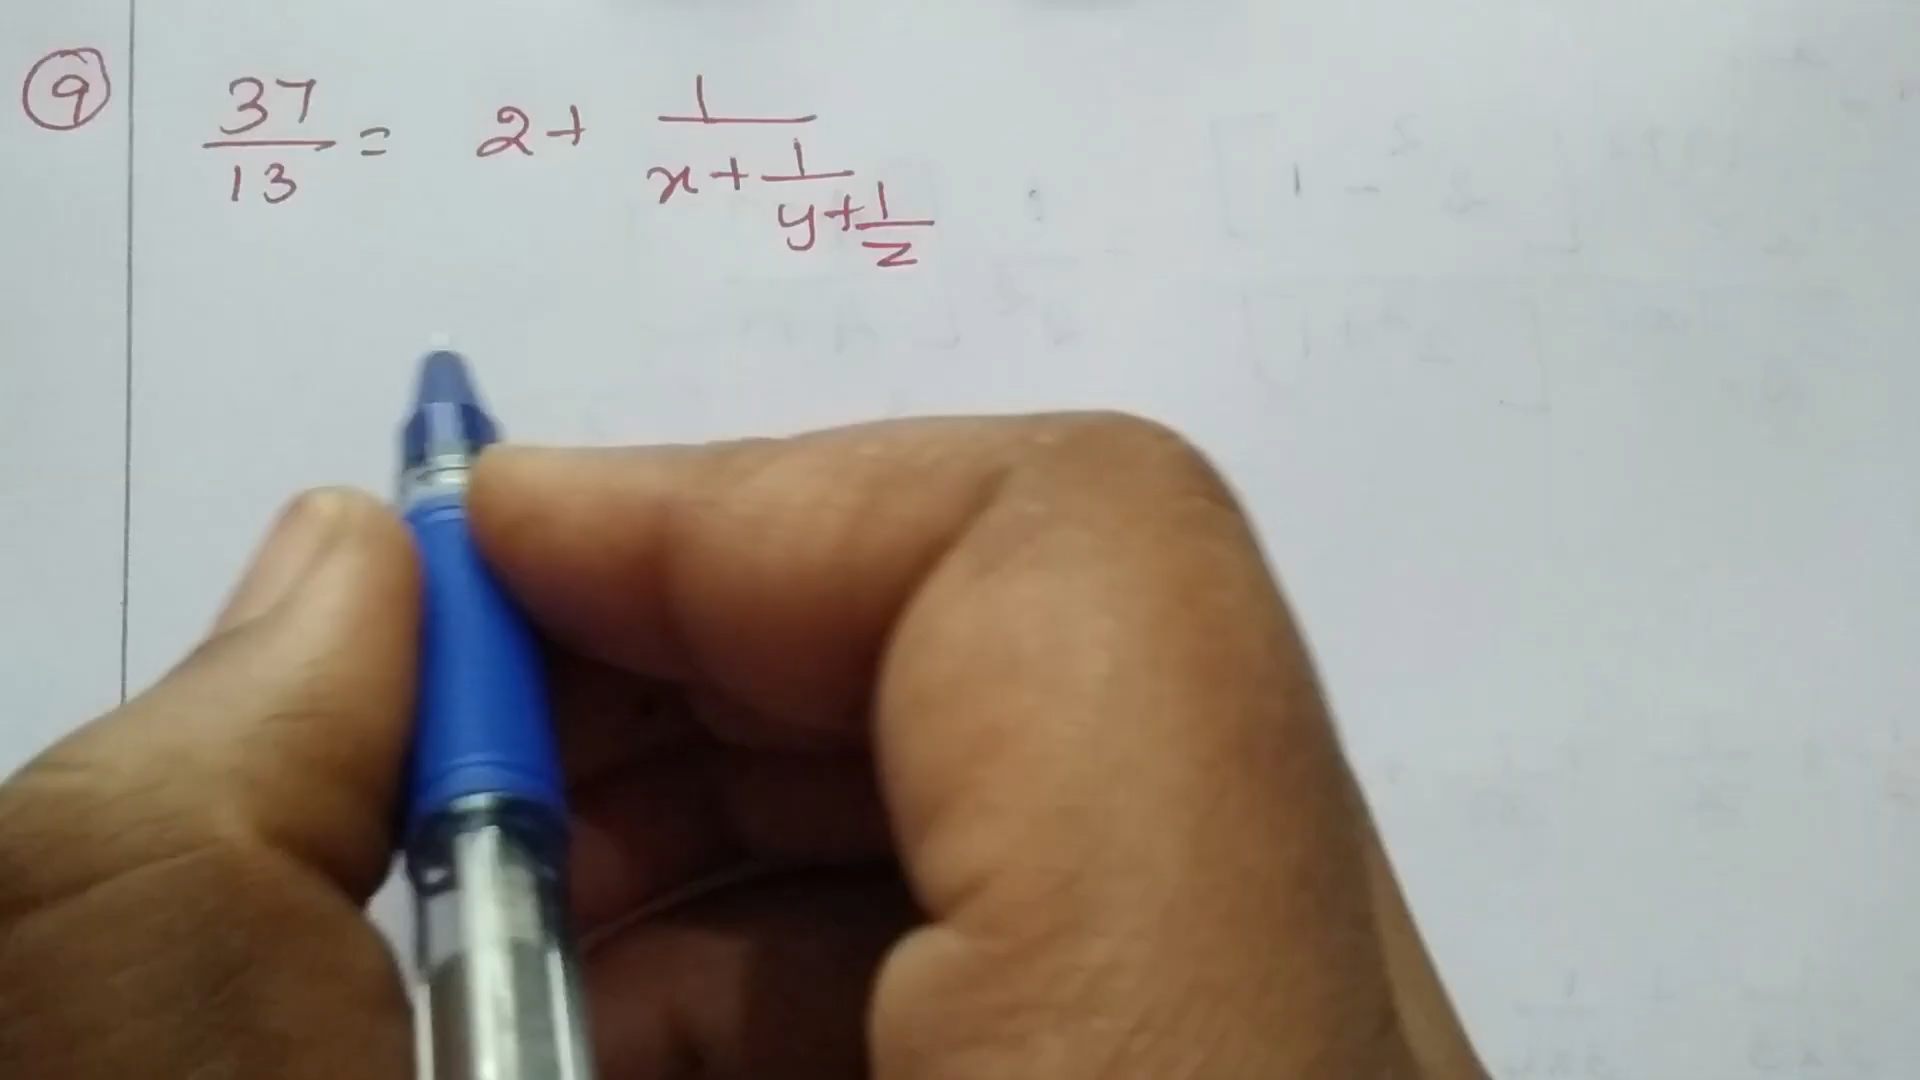 9
37/13 = 2 + 1/(x + 1/(y + 1/z))